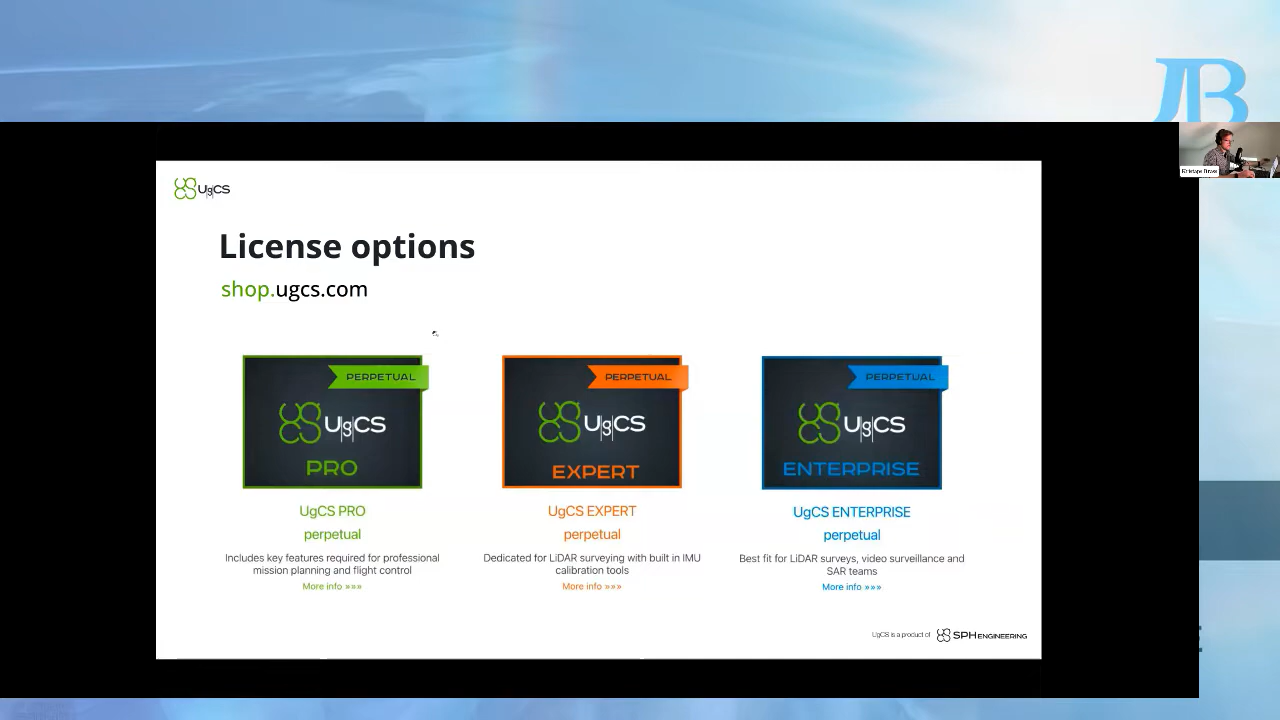 JB
UgCS
License options
shop.ugcs.com
PERPETUAL
UgCS
PRO
PERPETUAL
UgCS
EXPERT
PERPETUAL
UgCS
ENTERPRISE
UgCS PRO
perpetual
Includes key features required for professional
mission planning and flight control
More info »»»
UgCS EXPERT
perpetual
Dedicated for LiDAR surveying with built in IMU
calibration tools
More info »»»
UgCS ENTERPRISE
perpetual
Best fit for LiDAR surveys, video surveillance and
SAR teams
More info »»»
UgCS is a product of SPH ENGINEERING